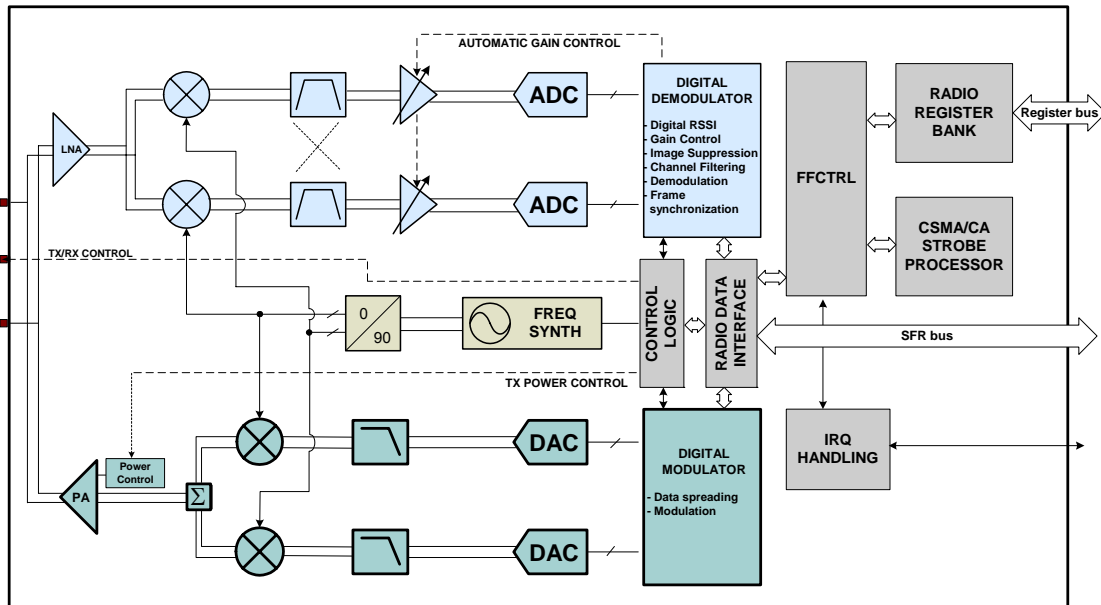 AUTOMATIC GAIN CONTROL
LNA
ADC
ADC
DIGITAL
DEMODULATOR
- Digital RSSI
- Gain Control
- Image Suppression
- Channel Filtering
- Demodulation
- Frame
synchronization
FFCTRL
RADIO
REGISTER
BANK
Register bus
CSMA/CA
STROBE
PROCESSOR
TX/RX CONTROL
0
90
FREQ
SYNTH
CONTROL
LOGIC
RADIO DATA
INTERFACE
SFR bus
TX POWER CONTROL
Power
Control
PA
Σ
DAC
DAC
DIGITAL
MODULATOR
- Data spreading
- Modulation
IRQ
HANDLING